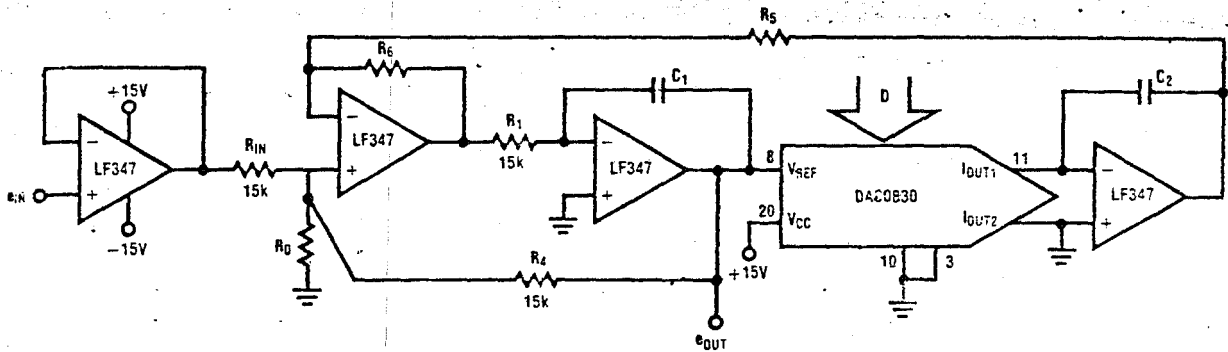 R5
R6
C1
C2
D
+15V
LF347
-15V
eIN
RIN
15k
LF347
R1
15k
LF347
RD
R4
15k
eOUT
8
VREF
20
VCC
+15V
DAC0830
IOUT1
11
IOUT2
10
3
LF347